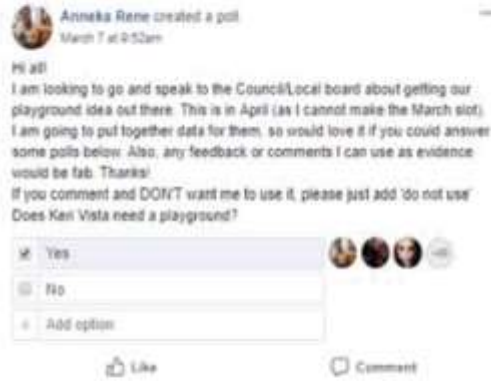 Anneka Rene created a poll
March 7 at 9:52am
Hi all!
I am looking to go and speak to the Council/Local board about getting our
playground idea out there. This is in April (as I cannot make the March slot).
I am going to put together data for them, so would love it if you could answer
some polls below. Also, any feedback or comments I can use as evidence
would be fab. Thanks!
If you comment and DON'T want me to use it, please just add 'do not use'
Does Keri Vista need a playground?
Yes
No
+ Add option
Like
Comment